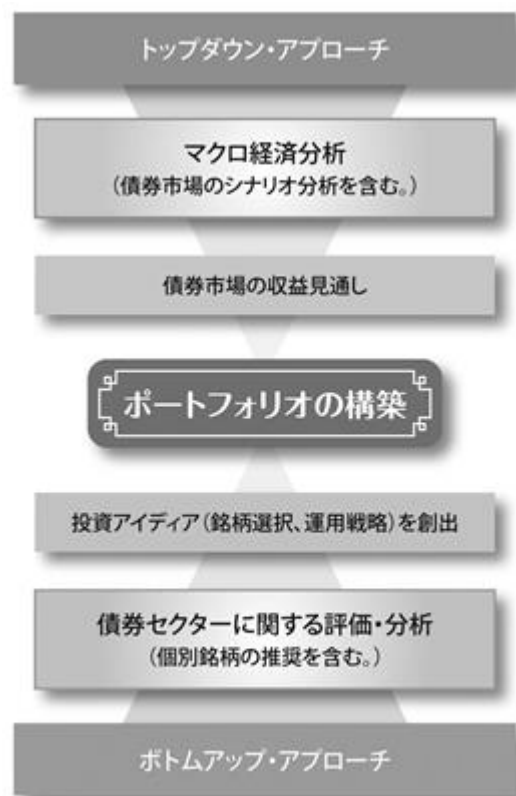 トップダウン・アプローチ
マクロ経済分析
(債券市場のシナリオ分析を含む。)
債券市場の収益見通し
ポートフォリオの構築
投資アイディア(銘柄選択、運用戦略)を創出
債券セクターに関する評価・分析
(個別銘柄の推奨を含む。)
ボトムアップ・アプローチ